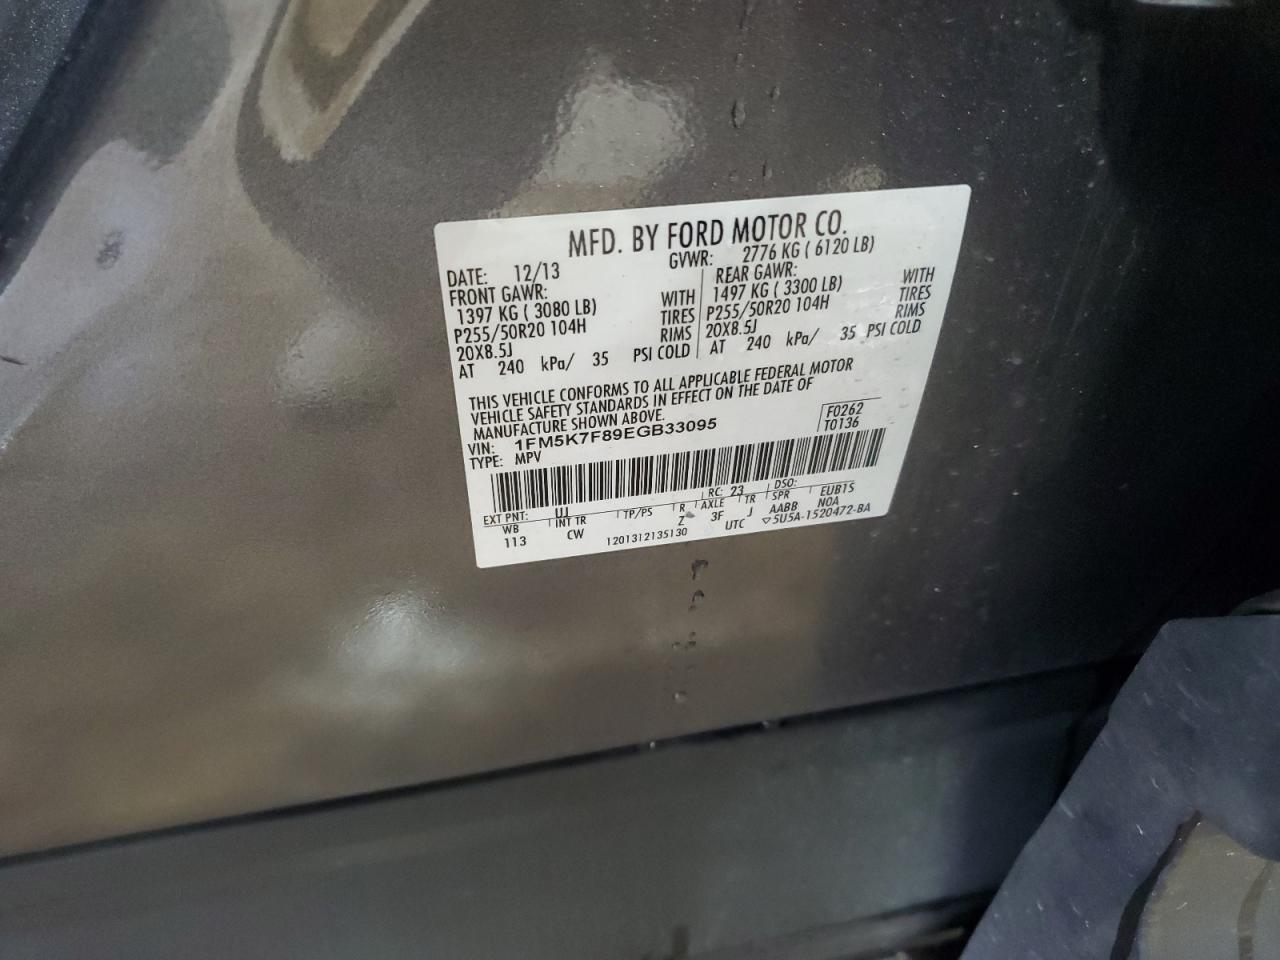 MFD. BY FORD MOTOR CO.
DATE: 12/13 GVWR: 2776 KG ( 6120 LB)
FRONT GAWR: REAR GAWR:
1397 KG ( 3080 LB) WITH 1497 KG ( 3300 LB) WITH
P255/50R20 104H TIRES P255/50R20 104H TIRES
20X8.5J RIMS 20X8.5J RIMS
AT 240 kPa/ 35 PSI COLD AT 240 kPa/ 35 PSI COLD
THIS VEHICLE CONFORMS TO ALL APPLICABLE FEDERAL MOTOR
VEHICLE SAFETY STANDARDS IN EFFECT ON THE DATE OF
MANUFACTURE SHOWN ABOVE.
VIN: 1FM5K7F89EGB33095 F0262
TYPE: MPV T0136
EXT PNT: UJ RC: 23 DSO:
WB INT TR TP/PS R AXLE TR SPR EUB1S
113 CW Z 3F J AABB NOA
1201312135130 UTC ▽5U5A-1520472-BA